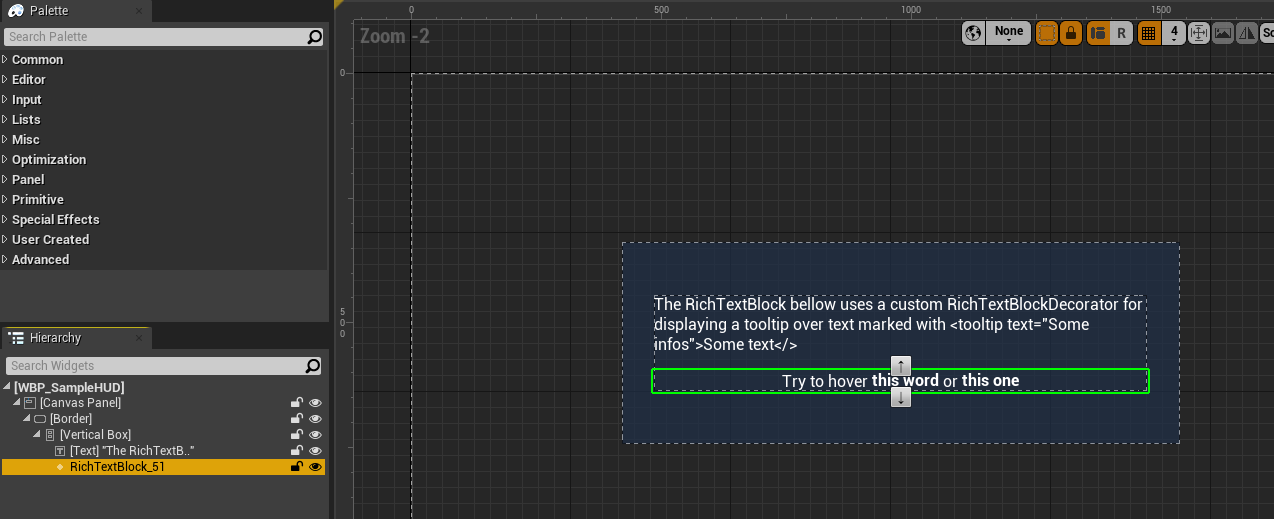 Palette
Search Palette
Common
Editor
Input
Lists
Misc
Optimization
Panel
Primitive
Special Effects
User Created
Advanced
Hierarchy
Search Widgets
[WBP_SampleHUD]
[Canvas Panel]
[Border]
[Vertical Box]
[Text] "The RichTextB.."
RichTextBlock_51
0 500 1000 1500
Zoom -2
None R 4
0
500
The RichTextBlock bellow uses a custom RichTextBlockDecorator for
displaying a tooltip over text marked with <tooltip text="Some
infos">Some text</>
Try to hover this word or this one